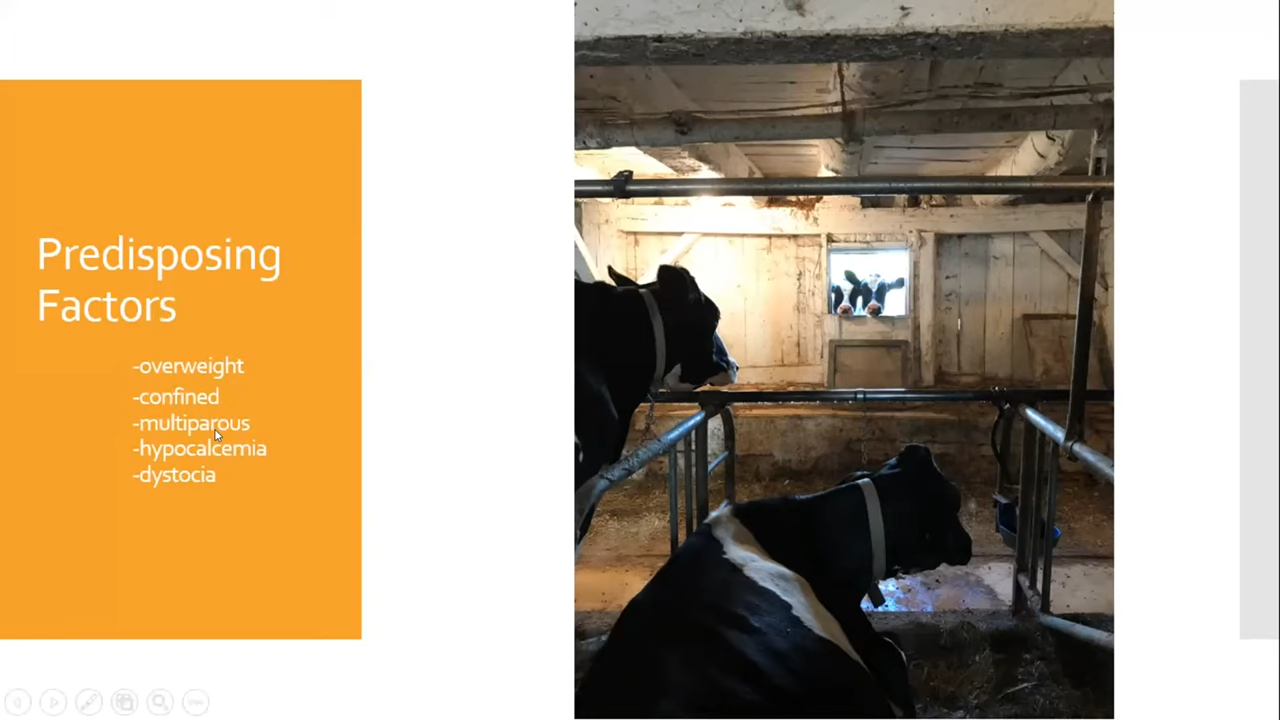 Predisposing
Factors
-overweight
-confined
-multiparous
-hypocalcemia
-dystocia